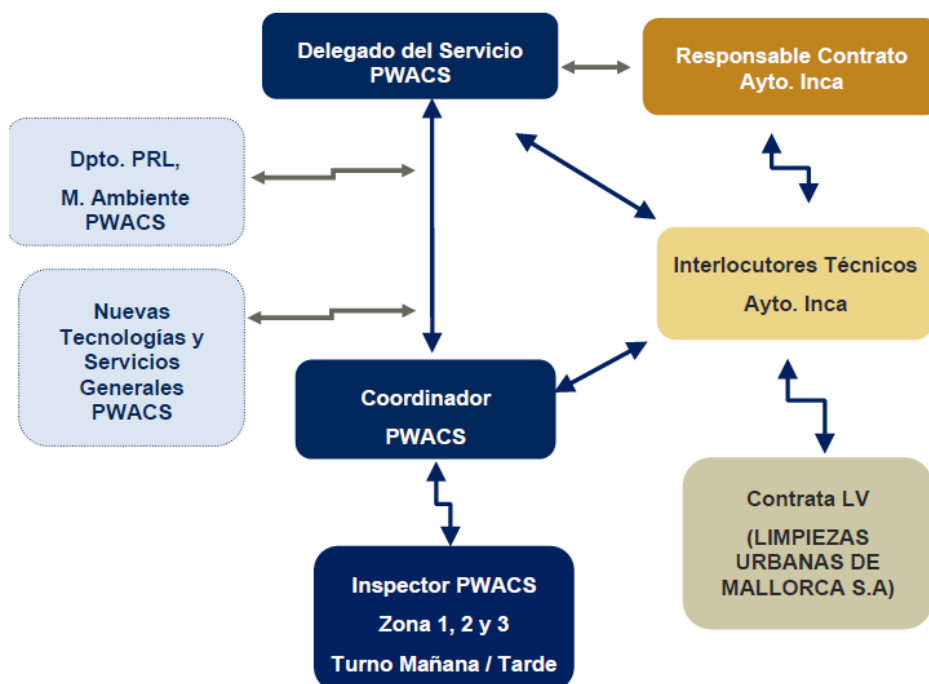 Delegado del Servicio
PWACS
Responsable Contrato
Ayto. Inca
Dpto. PRL,
M. Ambiente
PWACS
Interlocutores Técnicos
Ayto. Inca
Nuevas
Tecnologías y
Servicios
Generales
PWACS
Coordinador
PWACS
Contrata LV
(LIMPIEZAS
URBANAS DE
MALLORCA S.A)
Inspector PWACS
Zona 1, 2 y 3
Turno Mañana / Tarde